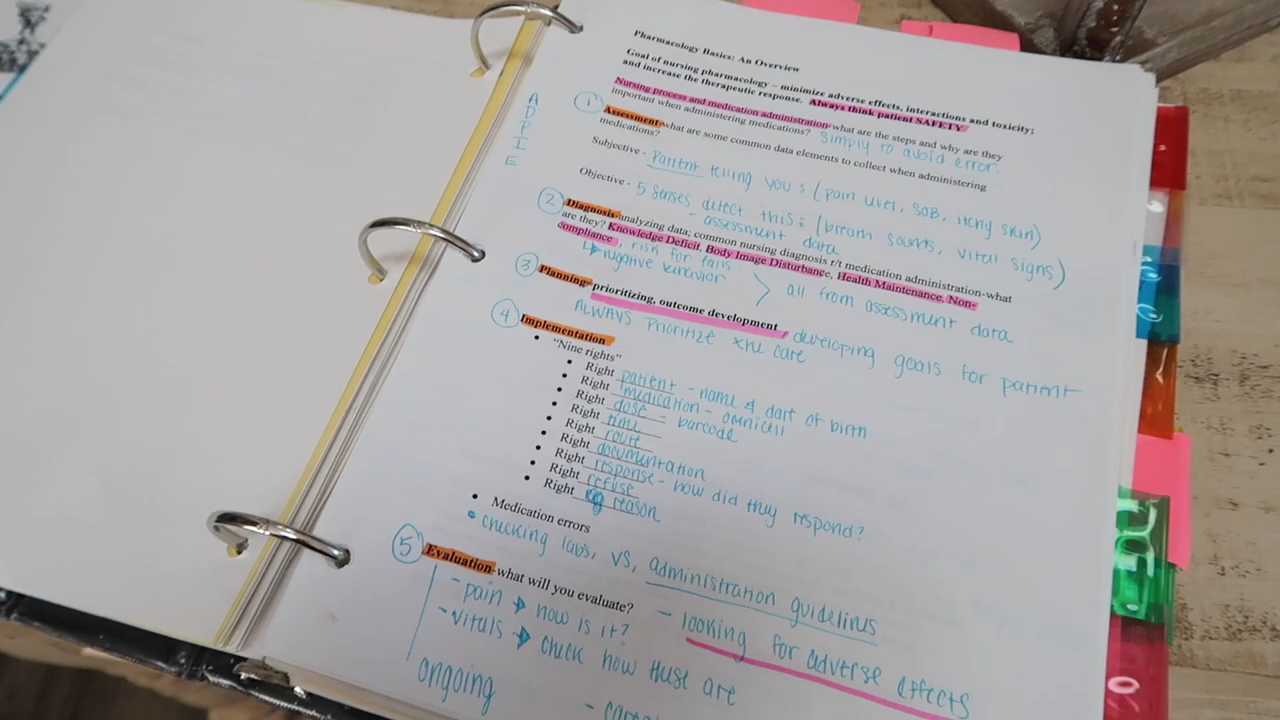 Pharmacology Basics: An Overview
Goal of nursing pharmacology – minimize adverse effects, interactions and toxicity;
and increase the therapeutic response. Always think patient SAFETY
Nursing process and medication administration-what are the steps and why are they
important when administering medications? simply to avoid error.
A
D
P
I
E
1 Assessment-what are some common data elements to collect when administering
medications?
Subjective - Patient telling you: (pain level, SOB, itchy skin)
Objective - 5 senses detect this: (breath sounds, vital signs)
- assessment data
2 Diagnosis-analyzing data; common nursing diagnosis r/t medication administration-what
are they? Knowledge Deficit, Body Image Disturbance, Health Maintenance, Non-
compliance, risk for falls
negative behavior
all from assessment data
3 Planning-prioritizing, outcome development, developing goals for patient
ALWAYS prioritize the care
4 Implementation
• "Nine rights"
• Right patient - name & date of birth
• Right medication - omnicell
• Right dose - barcode
• Right time
• Right route
• Right documentation
• Right response - how did they respond?
• Right refuse
• Right reason
• Medication errors
• checking labs, vs, administration guidelines
5 Evaluation-what will you evaluate?
- pain → how is it?
- looking for adverse effects
- vitals → check how these are
ongoing